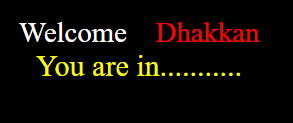 Welcome Dhakkan
You are in...........